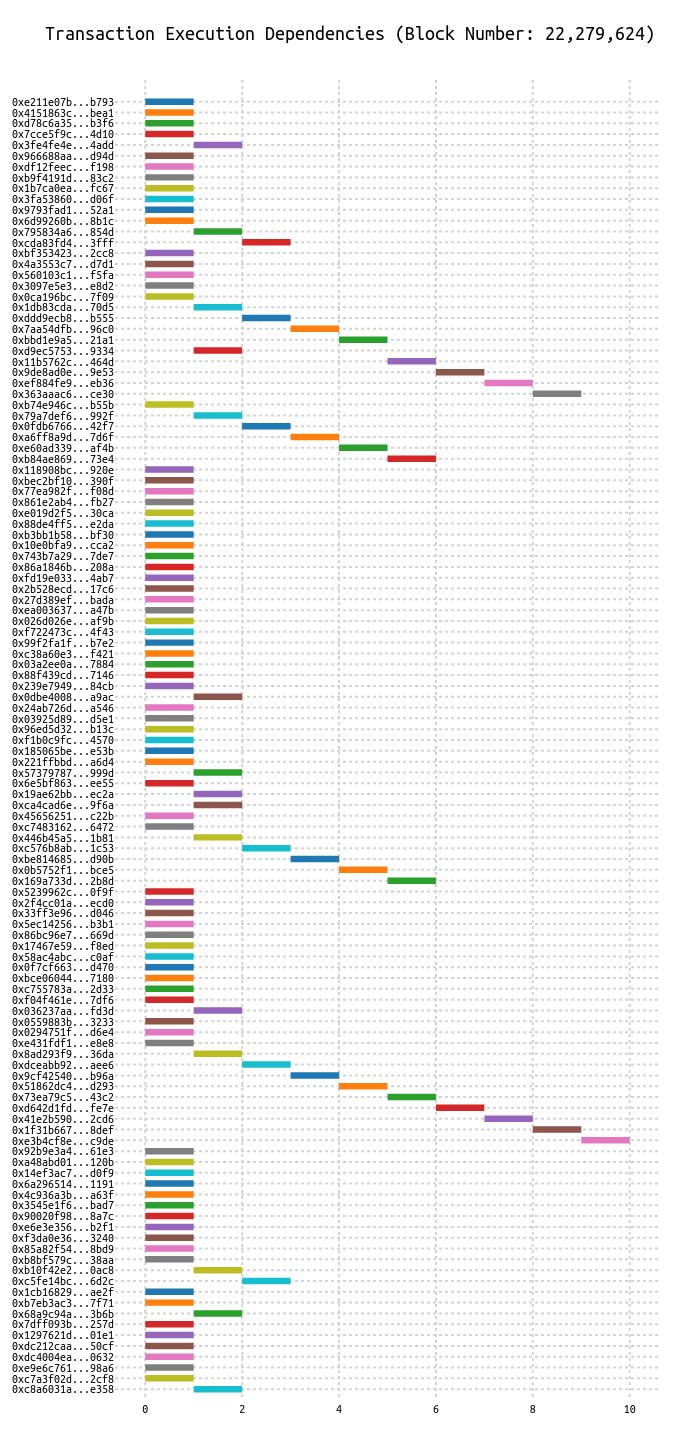 Transaction Execution Dependencies (Block Number: 22,279,624)
0xe211e07b...b793
0x4151863c...bea1
0xd78c6a35...b3f6
0x7cce5f9c...4d10
0x3fe4fe4e...4add
0x966688aa...d94d
0xdf12feec...f198
0xb9f4191d...83c2
0x1b7ca0ea...fc67
0x3fa53860...d06f
0x9793fad1...52a1
0x6d99260b...8b1c
0x795834a6...854d
0xcda83fd4...3fff
0xbf353423...2cc8
0x4a3553c7...d7d1
0x560103c1...f5fa
0x3097e5e3...e8d2
0x0ca196bc...7f09
0x1db83cda...70d5
0xddd9ecb8...b555
0x7aa54dfb...96c0
0xbbd1e9a5...21a1
0xd9ec5753...9334
0x11b5762c...464d
0x9de8ad0e...9e53
0xef884fe9...eb36
0x363aaac6...ce30
0xb74e946c...b55b
0x79a7def6...992f
0x0fdb6766...42f7
0xa6ff8a9d...7d6f
0xe60ad339...af4b
0xb84ae869...73e4
0x118908bc...920e
0xbec2bf10...390f
0x77ea982f...f08d
0x861e2ab4...fb27
0xe019d2f5...30ca
0x88de4ff5...e2da
0xb3bb1b58...bf30
0x10e0bfa9...cca2
0x743b7a29...7de7
0x86a1846b...208a
0xfd19e033...4ab7
0x2b528ecd...17c6
0x27d389ef...bada
0xea003637...a47b
0x026d026e...af9b
0xf722473c...4f43
0x99f2fa1f...b7e2
0xc38a60e3...f421
0x03a2ee0a...7884
0x88f439cd...7146
0x239e7949...84cb
0x0dbe4008...a9ac
0x24ab726d...a546
0x03925d89...d5e1
0x96ed5d32...b13c
0xf1b0c9fc...4570
0x185065be...e53b
0x221ffbbd...a6d4
0x57379787...999d
0x6e5bf863...ee55
0x19ae62bb...ec2a
0xca4cad6e...9f6a
0x45656251...c22b
0xc7483162...6472
0x446b45a5...1b81
0xc576b8ab...1c53
0xbe814685...d90b
0x0b5752f1...bce5
0x169a733d...2b8d
0x5239962c...0f9f
0x2f4cc01a...ecd0
0x33ff3e96...d046
0x5ec14256...b3b1
0x86bc96e7...669d
0x17467e59...f8ed
0x58ac4abc...c0af
0x0f7cf663...d470
0xbce06044...7180
0xc755783a...2d33
0xf04f461e...7df6
0x036237aa...fd3d
0x0559883b...3233
0x0294751f...d6e4
0xe431fdf1...e8e8
0x8ad293f9...36da
0xdceabb92...aee6
0x9cf42540...b96a
0x51862dc4...d293
0x73ea79c5...43c2
0xd642d1fd...fe7e
0x41e2b590...2cd6
0x1f31b667...8def
0xe3b4cf8e...c9de
0x92b9e3a4...61e3
0xa48abd01...120b
0x14ef3ac7...d0f9
0x6a296514...1191
0x4c936a3b...a63f
0x3545e1f6...bad7
0x90020f98...8a7c
0xe6e3e356...b2f1
0xf3da0e36...3240
0x85a82f54...8bd9
0xb8bf579c...38aa
0xb10f42e2...0ac8
0xc5fe14bc...6d2c
0x1cb16829...ae2f
0xb7eb3ac3...7f71
0x68a9c94a...3b6b
0x7dff093b...257d
0x1297621d...01e1
0xdc212caa...50cf
0xdc4004ea...0632
0xe9e6c761...98a6
0xc7a3f02d...2cf8
0xc8a6031a...e358
0 2 4 6 8 10